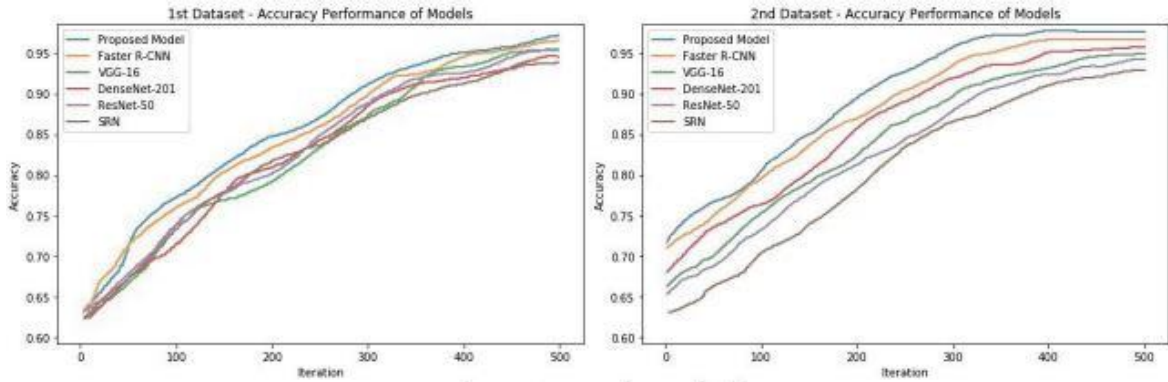 1st Dataset - Accuracy Performance of Models
0.95
0.90
0.85
0.80
0.75
0.70
0.65
0.60
Accuracy
Proposed Model
Faster R-CNN
VGG-16
DenseNet-201
ResNet-50
SRN
0 100 200 300 400 500
Iteration
2nd Dataset - Accuracy Performance of Models
0.95
0.90
0.85
0.80
0.75
0.70
0.65
0.60
Accuracy
Proposed Model
Faster R-CNN
VGG-16
DenseNet-201
ResNet-50
SRN
0 100 200 300 400 500
Iteration